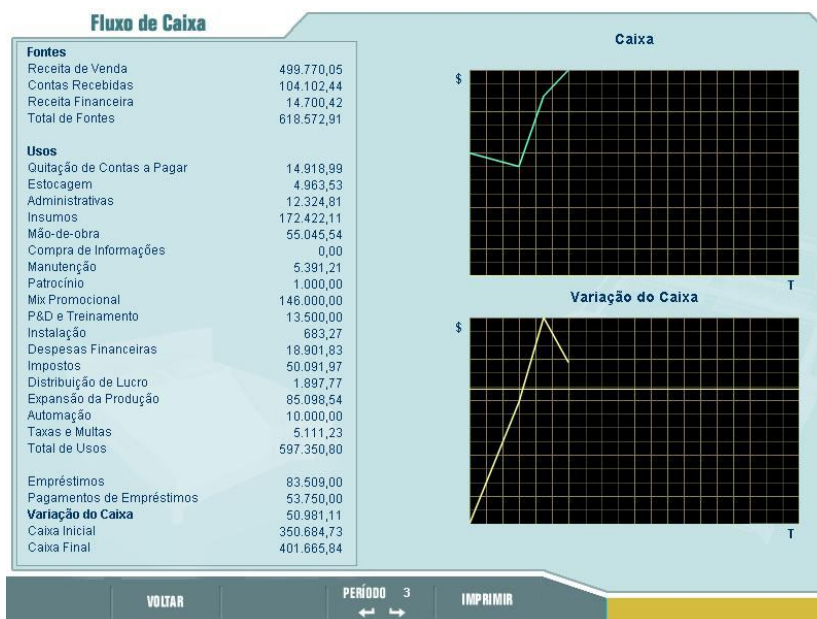 Fluxo de Caixa
Fontes
Receita de Venda 499.770,05
Contas Recebidas 104.102,44
Receita Financeira 14.700,42
Total de Fontes 618.572,91
Usos
Quitação de Contas a Pagar 14.918,99
Estocagem 4.963,53
Administrativas 12.324,81
Insumos 172.422,11
Mão-de-obra 55.045,54
Compra de Informações 0,00
Manutenção 5.391,21
Patrocínio 1.000,00
Mix Promocional 146.000,00
P&D e Treinamento 13.500,00
Instalação 683,27
Despesas Financeiras 18.901,83
Impostos 50.091,97
Distribuição de Lucro 1.897,77
Expansão da Produção 85.098,54
Automação 10.000,00
Taxas e Multas 5.111,23
Total de Usos 597.350,80
Empréstimos 83.509,00
Pagamentos de Empréstimos 53.750,00
Variação do Caixa 50.981,11
Caixa Inicial 350.684,73
Caixa Final 401.665,84
Caixa
$
T
Variação do Caixa
$
T
VOLTAR
PERÍODO 3
IMPRIMIR